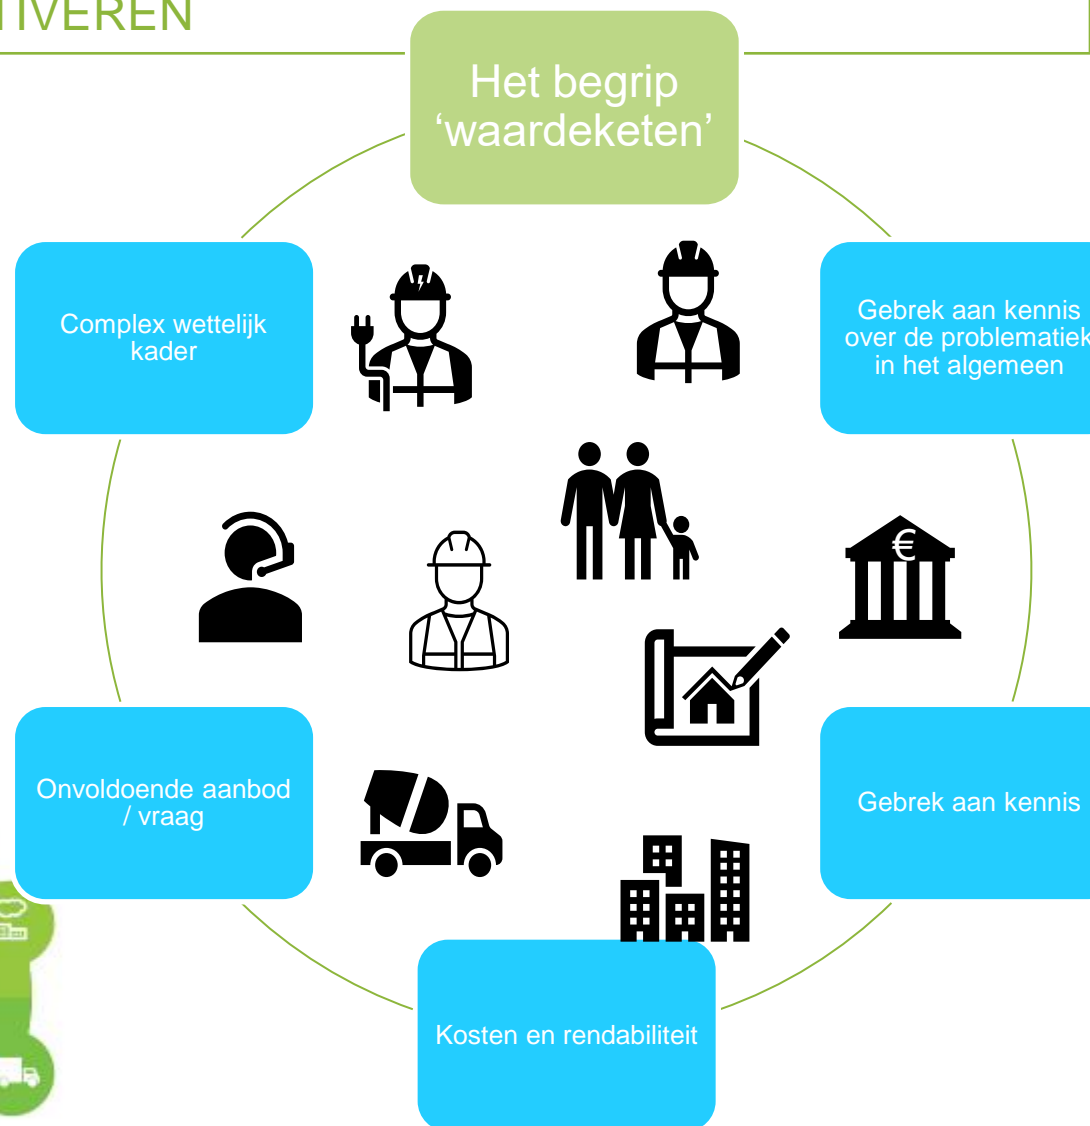 TIVEREN
Het begrip
‘waardeketen’
Complex wettelijk
kader
Gebrek aan kennis
over de problematiek
in het algemeen
€
Onvoldoende aanbod
/ vraag
Gebrek aan kennis
Kosten en rendabiliteit